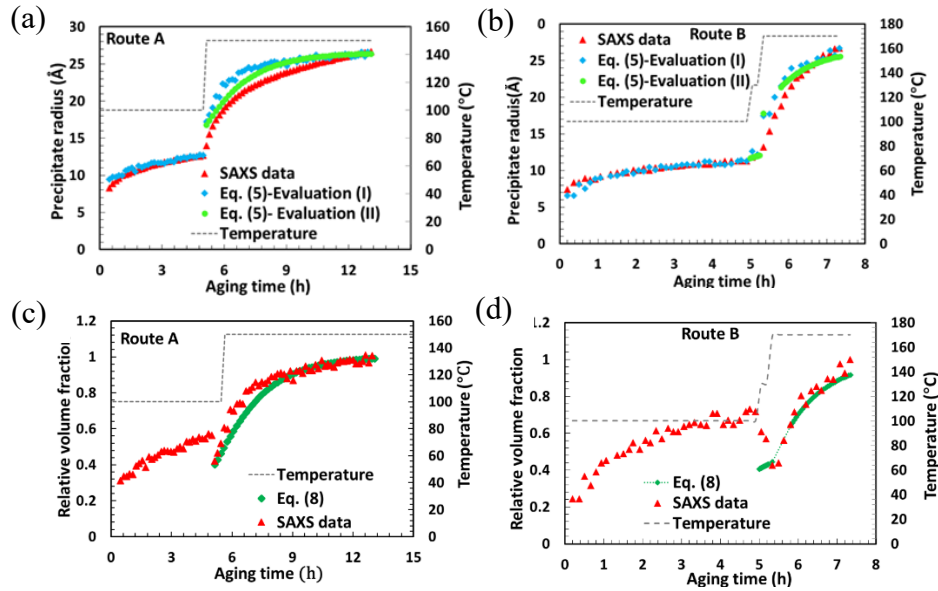 (a)
Route A
Precipitate radius (Å)
30
25
20
15
10
5
0
160
140
120
100
80
60
40
20
0
Temperature (°C)
SAXS data
Eq. (5)-Evaluation (I)
Eq. (5)- Evaluation (II)
Temperature
0 3 6 9 12 15
Aging time (h)
(b)
Route B
Precipitate raduis(Å)
0
25
20
15
10
5
0
180
160
140
120
100
80
60
40
20
0
Temperature (°C)
SAXS data
Eq. (5)-Evaluation (I)
Eq. (5)-Evaluation (II)
Temperature
0 1 2 3 4 5 6 7 8
Aging time (h)
(c)
Route A
Relative volume fraction
1.2
1
0.8
0.6
0.4
0.2
0
160
140
120
100
80
60
40
20
0
Temperature (°C)
Temperature
Eq. (8)
SAXS data
0 3 6 9 12 15
Aging time (h)
(d)
Route B
Relative volume fraction
1.2
1
0.8
0.6
0.4
0.2
0
180
160
140
120
100
80
60
40
20
0
Temperature (°C)
Eq. (8)
SAXS data
Temperature
0 1 2 3 4 5 6 7 8
Aging time (h)